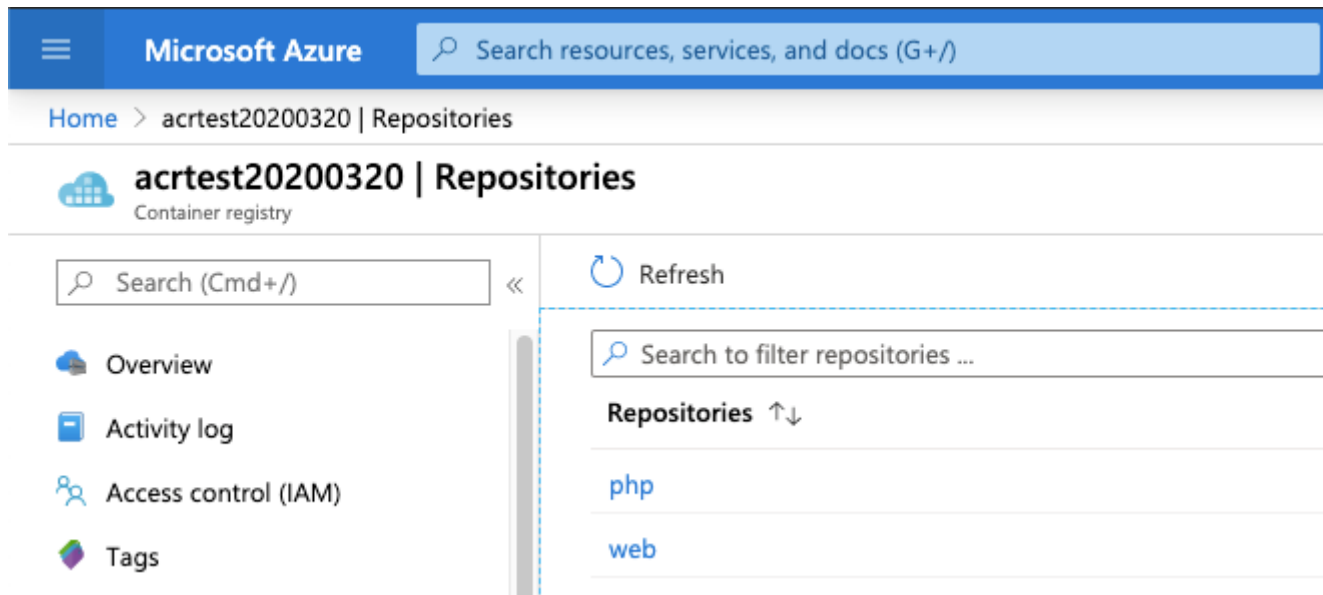 Microsoft Azure
Search resources, services, and docs (G+/)
Home > acrtest20200320 | Repositories
acrtest20200320 | Repositories
Container registry
Search (Cmd+/)
«
Refresh
Overview
Search to filter repositories ...
Activity log
Repositories ↑↓
Access control (IAM)
php
Tags
web